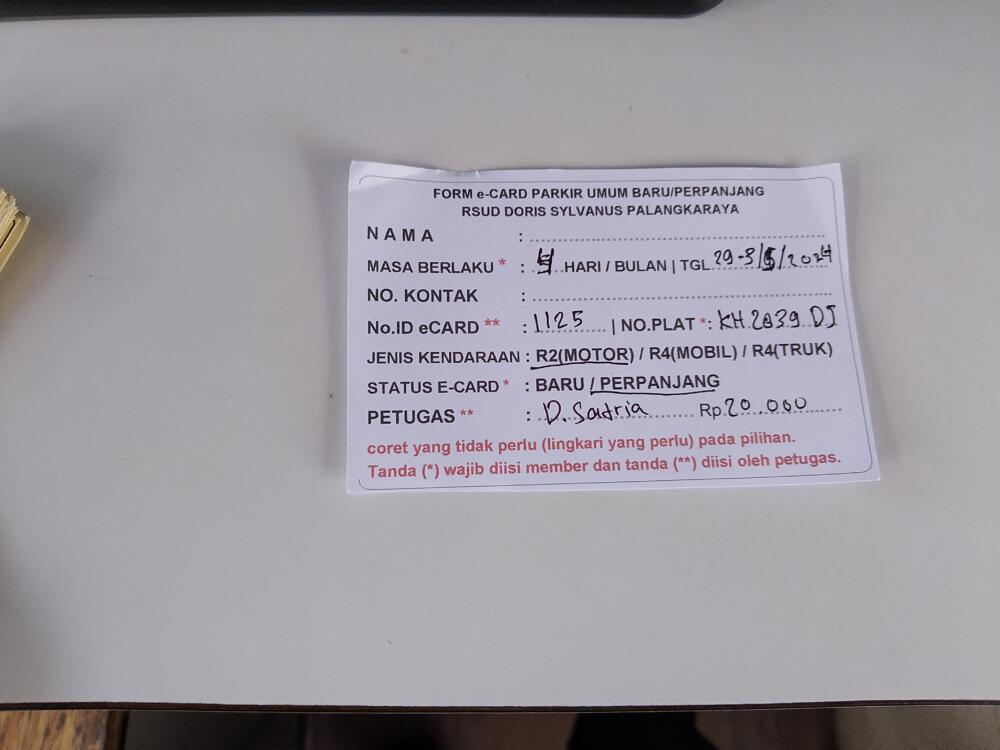 FORM e-CARD PARKIR UMUM BARU/PERPANJANG
RSUD DORIS SYLVANUS PALANGKARAYA
NAMA :
MASA BERLAKU * : HARI / BULAN | TGL. 29-3/5/2024
NO. KONTAK :
No.ID eCARD ** : 1125 | NO.PLAT *: KH 2839 DJ
JENIS KENDARAAN : R2(MOTOR) / R4(MOBIL) / R4(TRUK)
STATUS E-CARD * : BARU / PERPANJANG
PETUGAS ** : D. Satria Rp. 20.000
coret yang tidak perlu (lingkari yang perlu) pada pilihan.
Tanda (*) wajib diisi member dan tanda (**) diisi oleh petugas.